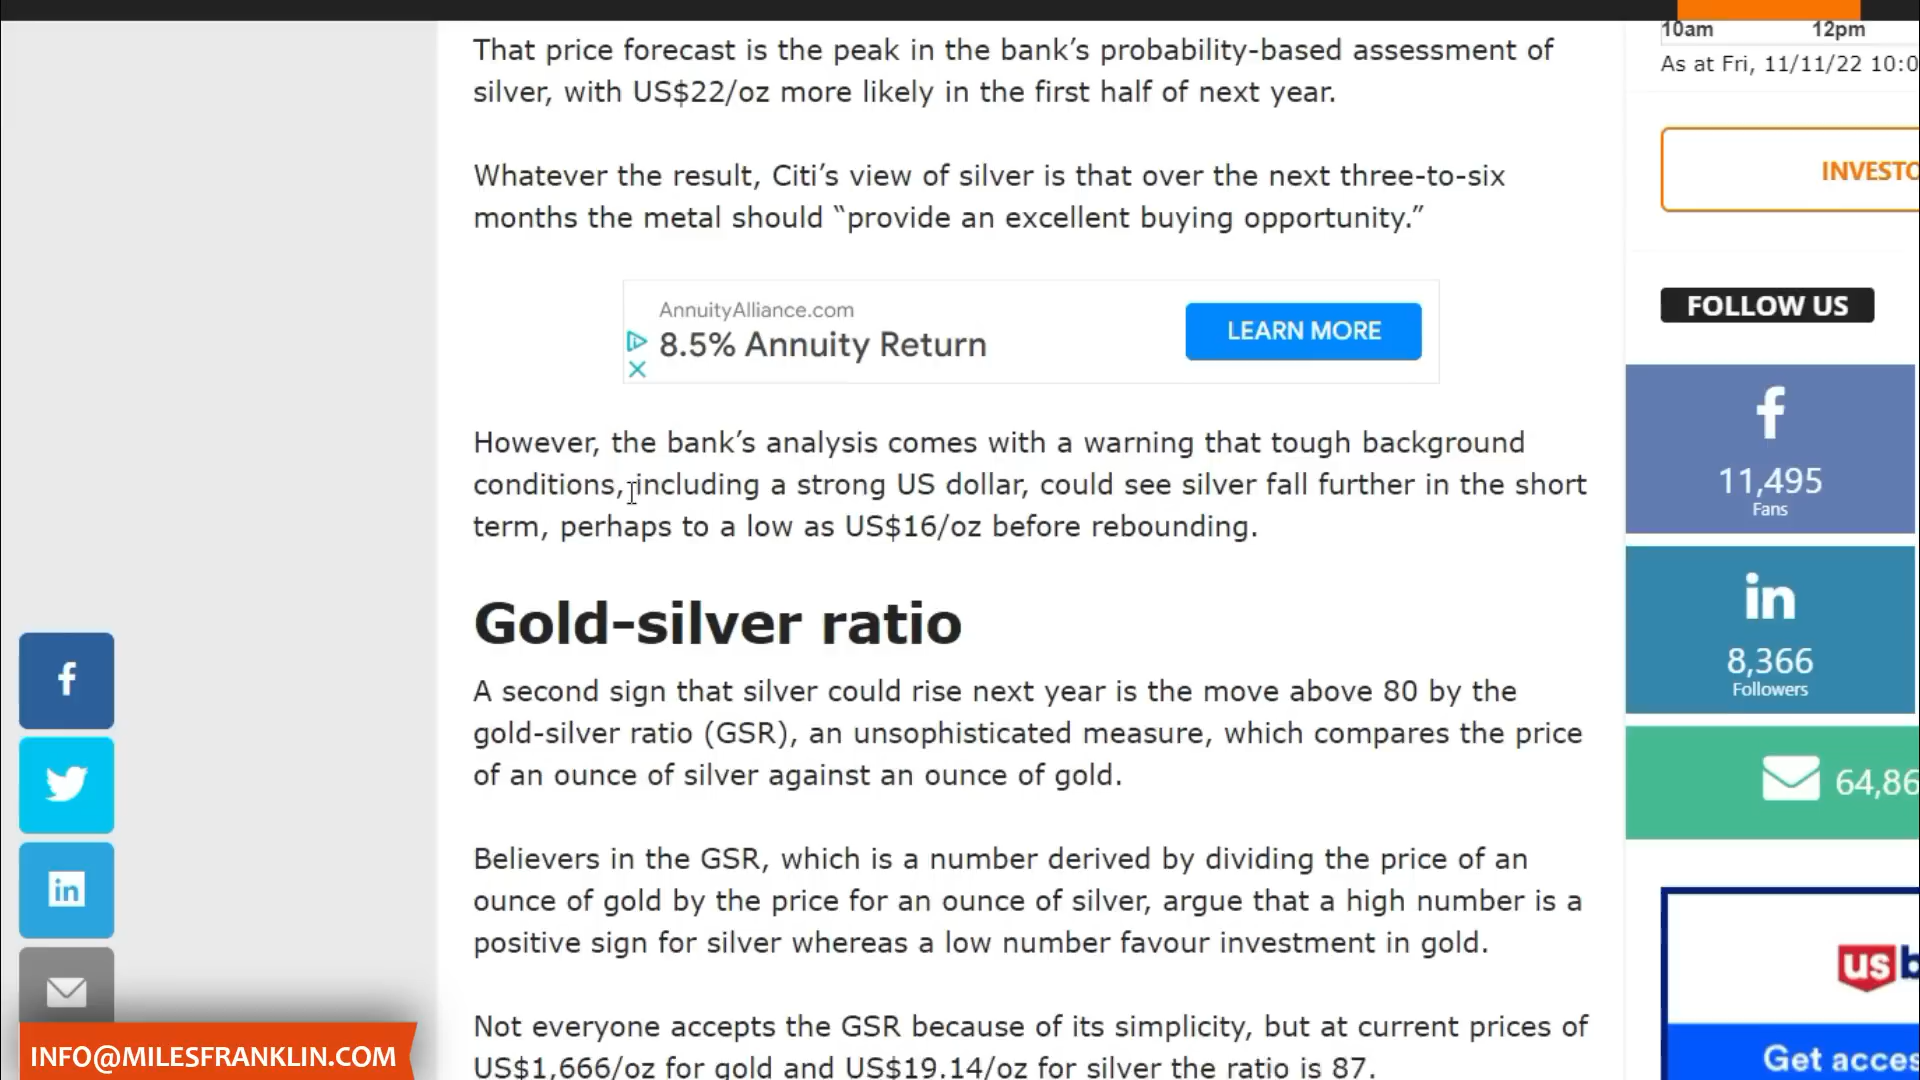 That price forecast is the peak in the bank’s probability-based assessment of
silver, with US$22/oz more likely in the first half of next year.
Whatever the result, Citi’s view of silver is that over the next three-to-six
months the metal should “provide an excellent buying opportunity.”
AnnuityAlliance.com
8.5% Annuity Return
LEARN MORE
However, the bank’s analysis comes with a warning that tough background
conditions, including a strong US dollar, could see silver fall further in the short
term, perhaps to a low as US$16/oz before rebounding.
Gold-silver ratio
A second sign that silver could rise next year is the move above 80 by the
gold-silver ratio (GSR), an unsophisticated measure, which compares the price
of an ounce of silver against an ounce of gold.
Believers in the GSR, which is a number derived by dividing the price of an
ounce of gold by the price for an ounce of silver, argue that a high number is a
positive sign for silver whereas a low number favour investment in gold.
Not everyone accepts the GSR because of its simplicity, but at current prices of
US$1,666/oz for gold and US$19.14/oz for silver the ratio is 87.
10am 12pm
As at Fri, 11/11/22 10:0
INVESTO
FOLLOW US
f
11,495
Fans
in
8,366
Followers
64,86
us b
Get acces
f
in
INFO@MILESFRANKLIN.COM